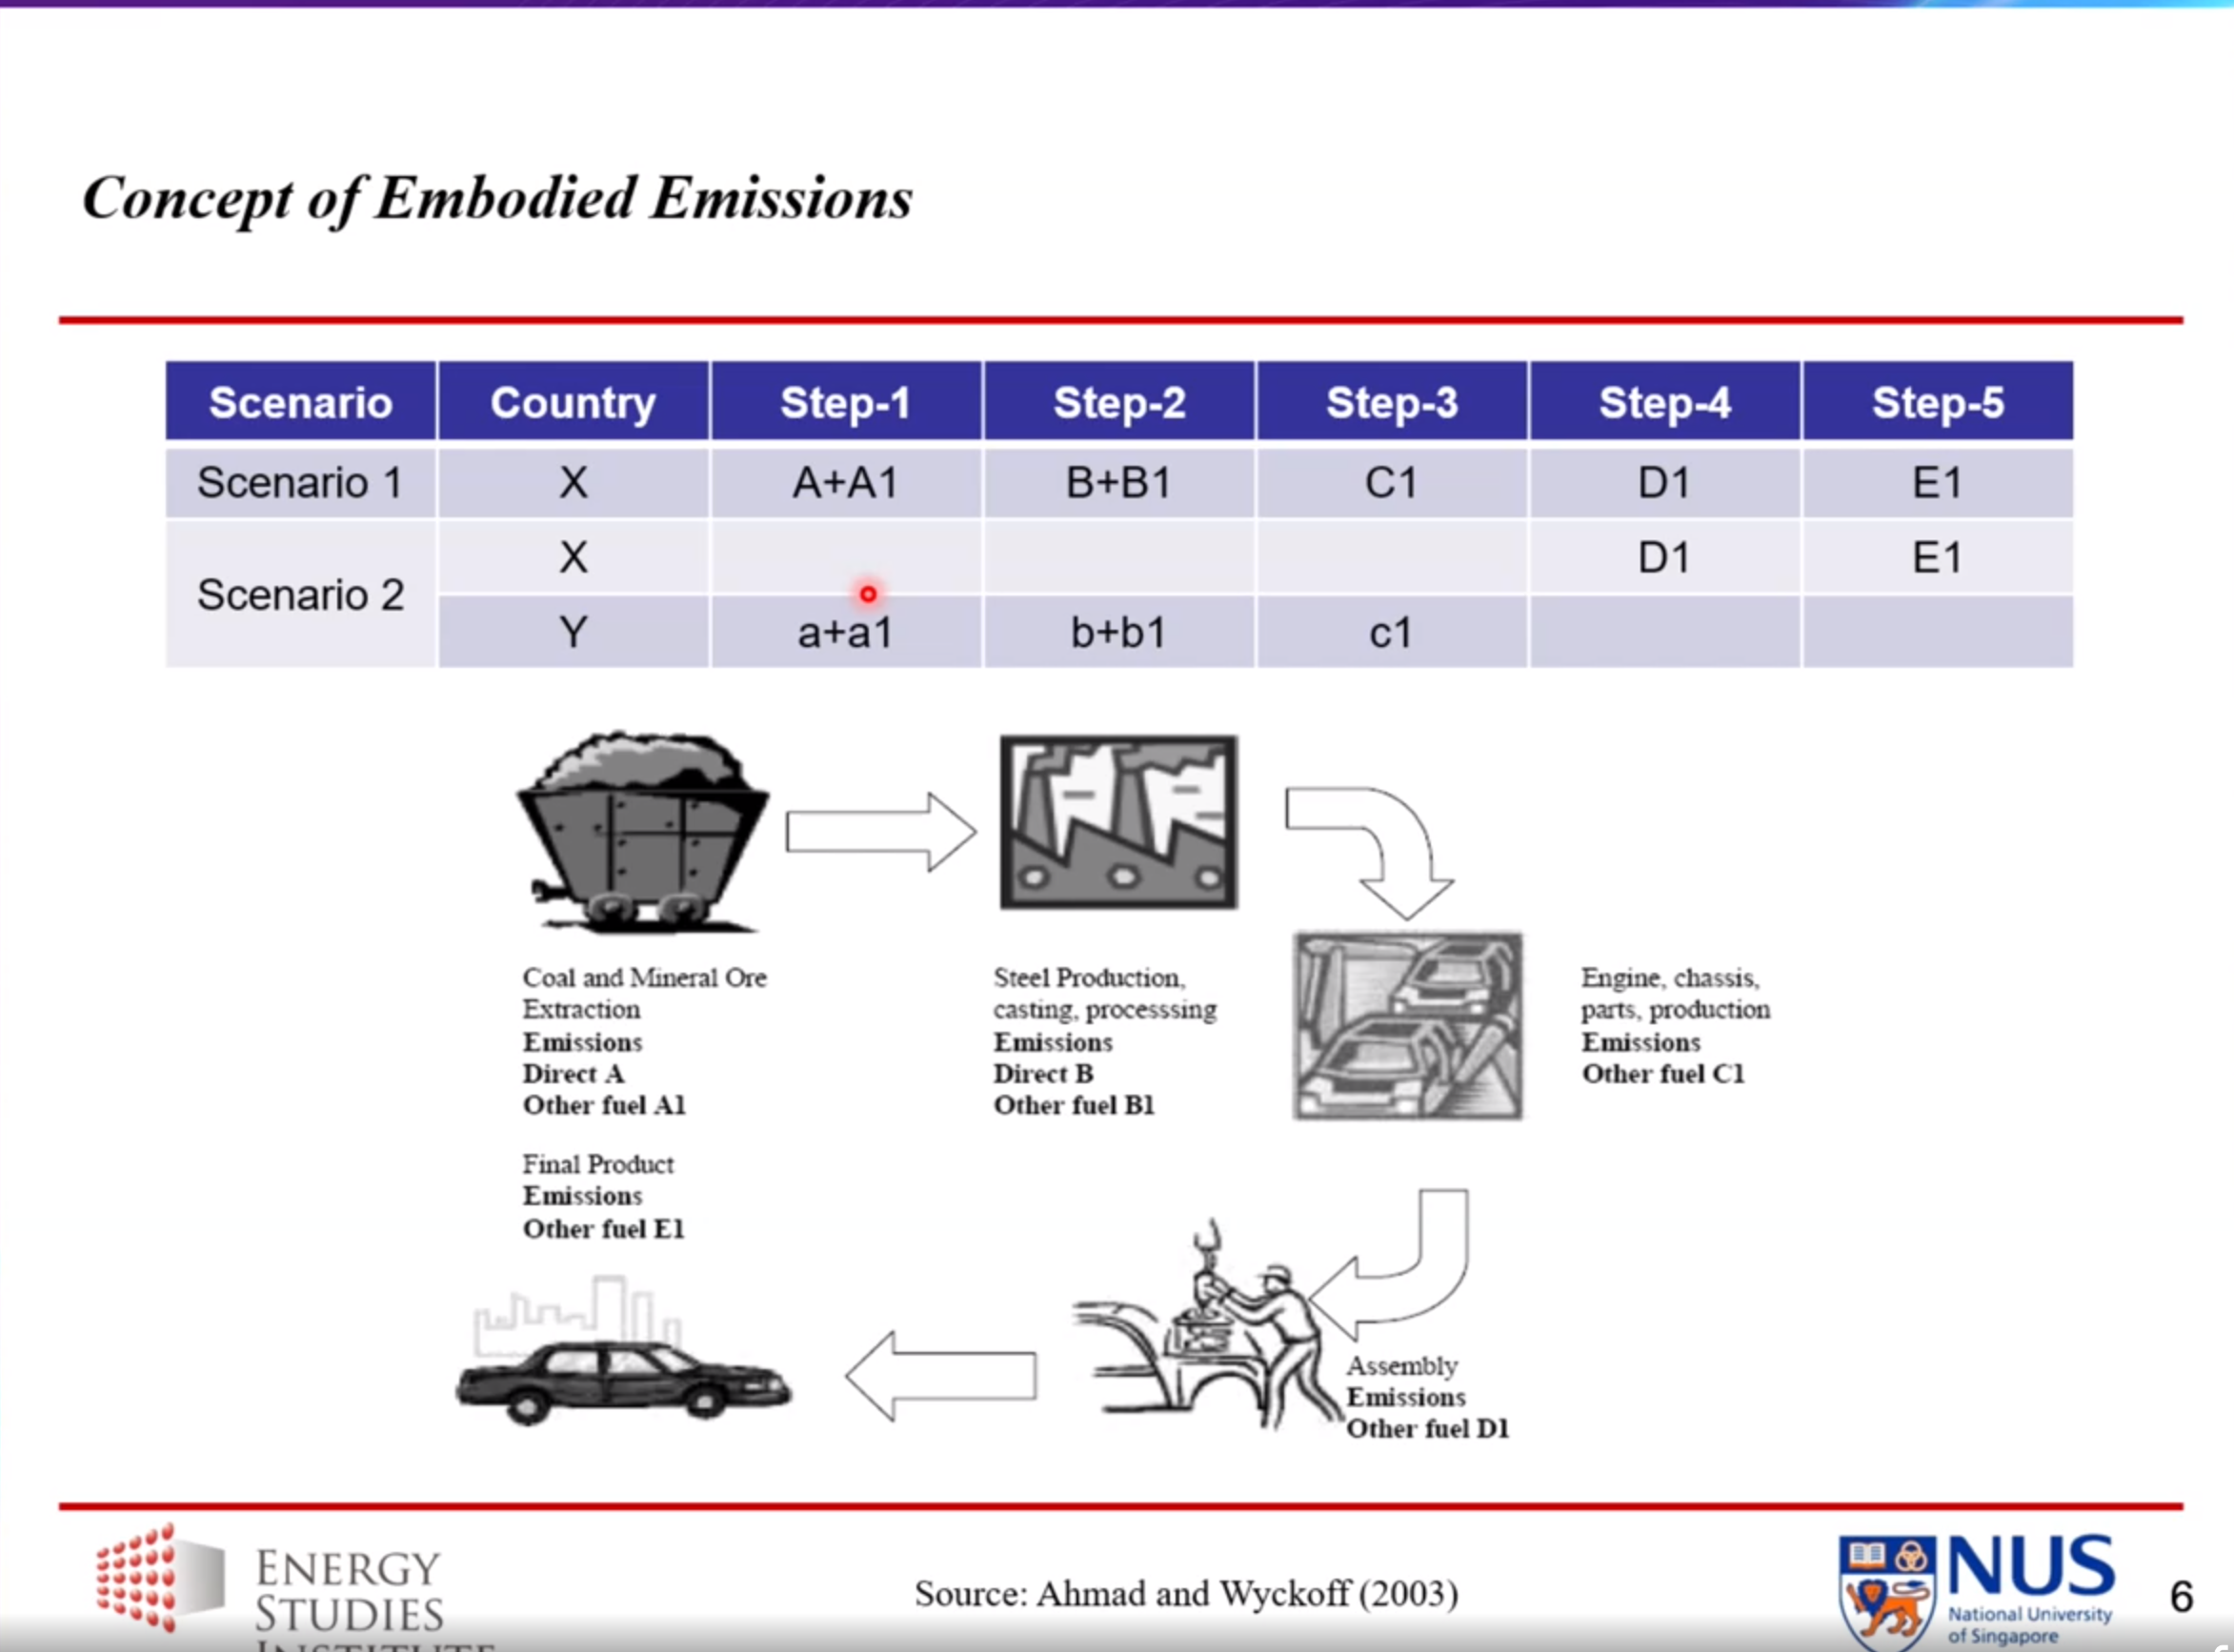 Concept of Embodied Emissions
Scenario Country Step-1 Step-2 Step-3 Step-4 Step-5
Scenario 1 X A+A1 B+B1 C1 D1 E1
Scenario 2
X D1 E1
Y a+a1 b+b1 c1
Coal and Mineral Ore
Extraction
Emissions
Direct A
Other fuel A1
Steel Production,
casting, processsing
Emissions
Direct B
Other fuel B1
Engine, chassis,
parts, production
Emissions
Other fuel C1
Final Product
Emissions
Other fuel E1
Assembly
Emissions
Other fuel D1
ENERGY
STUDIES
INSTITUTE
Source: Ahmad and Wyckoff (2003)
NUS
National University
of Singapore
6